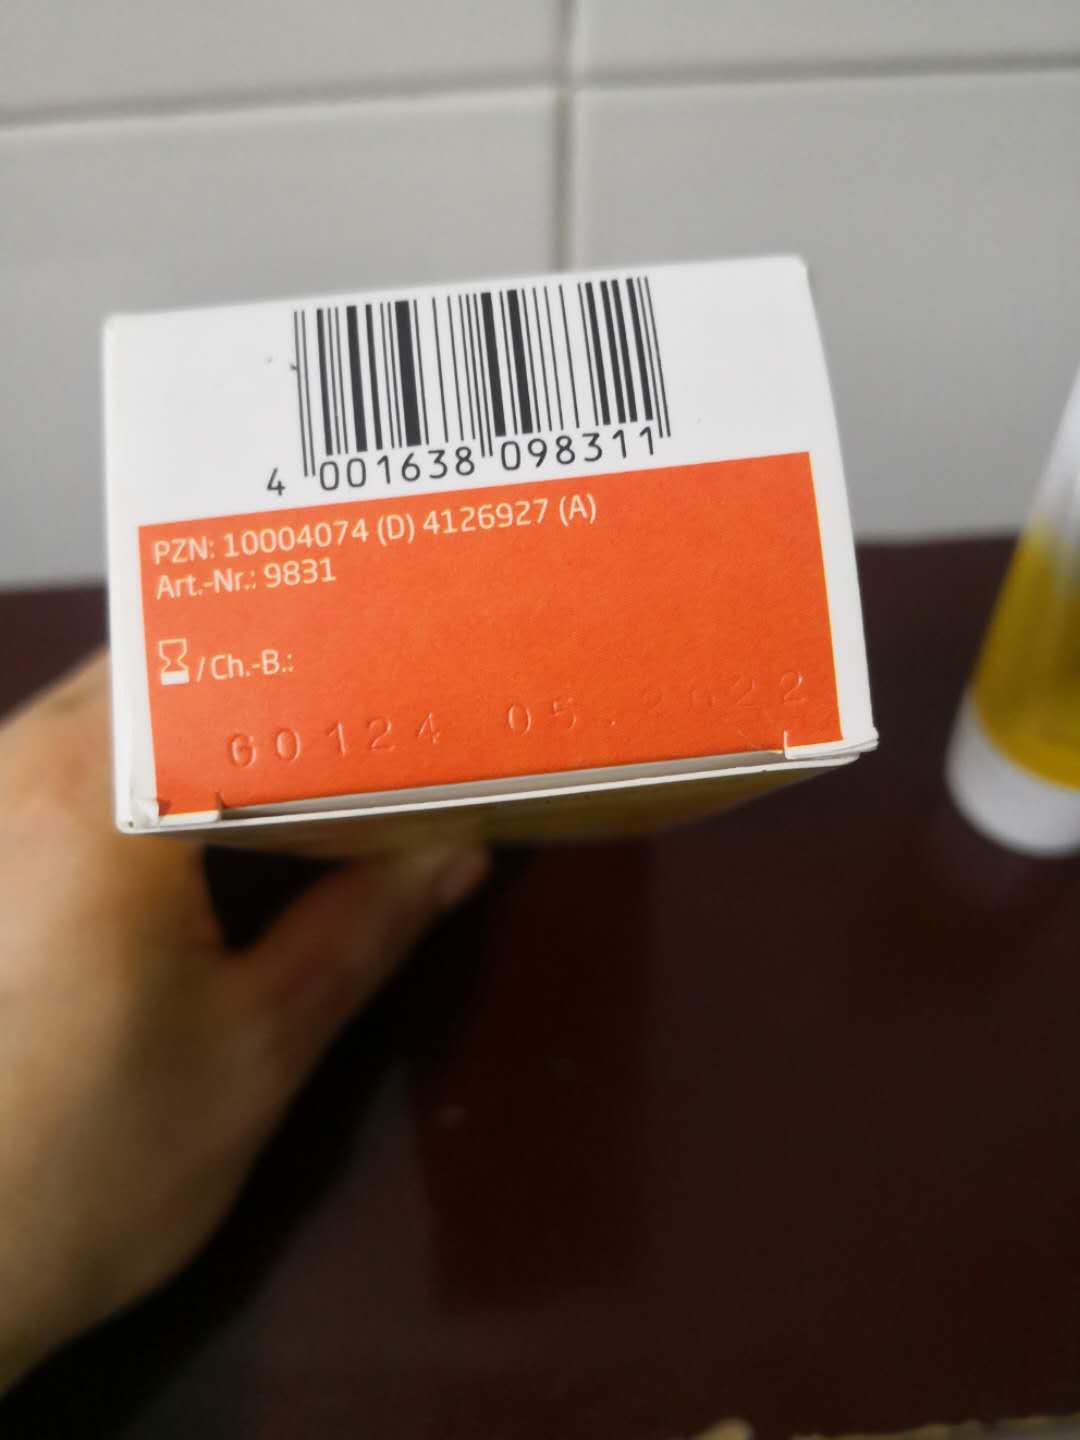 4 001638 098311
PZN: 10004074 (D) 4126927 (A)
Art.-Nr.: 9831
/ Ch.-B.:
G0124 05.2022